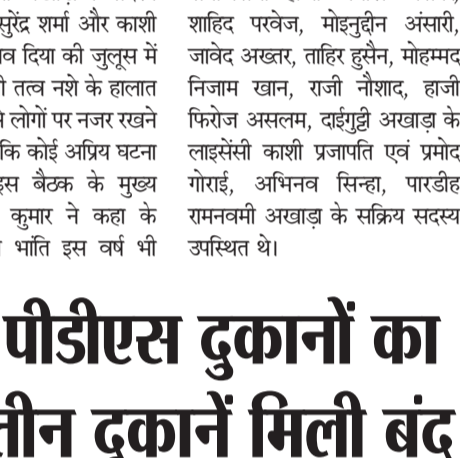 सुरेंद्र शर्मा और काशी
दिया की जुलूस में
तत्व नशे के हालात
लोगों पर नजर रखने
कि कोई अप्रिय घटना
बैठक के मुख्य
कुमार ने कहा के
भांति इस वर्ष भी
शाहिद परवेज, मोइनुद्दीन अंसारी,
जावेद अख्तर, ताहिर हुसैन, मोहम्मद
निजाम खान, राजी नौशाद, हाजी
फिरोज असलम, दाईगुट्टी अखाड़ा के
लाइसेंसी काशी प्रजापति एवं प्रमोद
गोराई, अभिनव सिन्हा, पारडीह
रामनवमी अखाड़ा के सक्रिय सदस्य
उपस्थित थे।
पीडीएस दुकानों का
तीन दुकानें मिली बंद